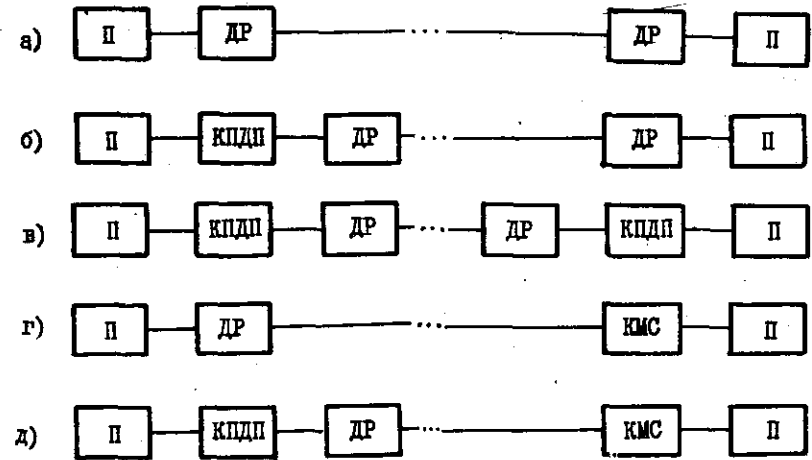 а) П ДР ... ДР П
б) П КПДП ДР ... ДР П
в) П КПДП ДР ... ДР КПДП П
г) П ДР ... КМС П
д) П КПДП ДР ... КМС П